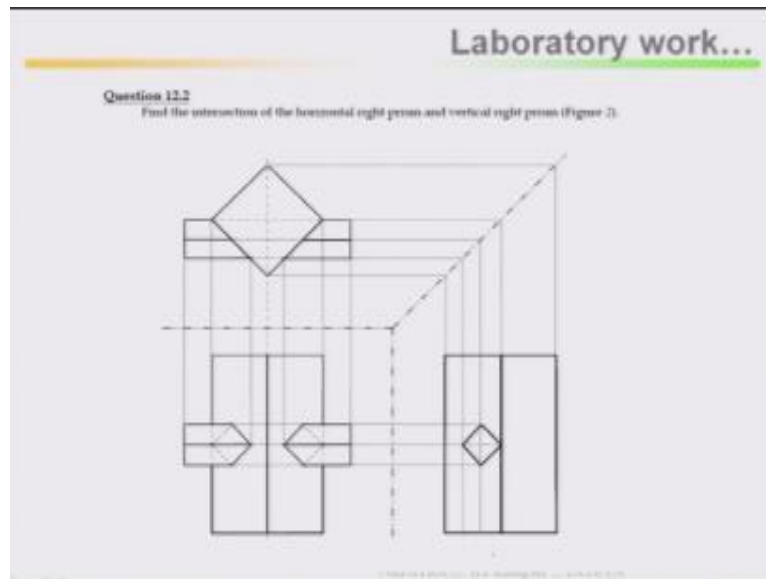 Laboratory work...
Question 12.2
Find the intersection of the horizontal right prism and vertical right prism (Figure 2).